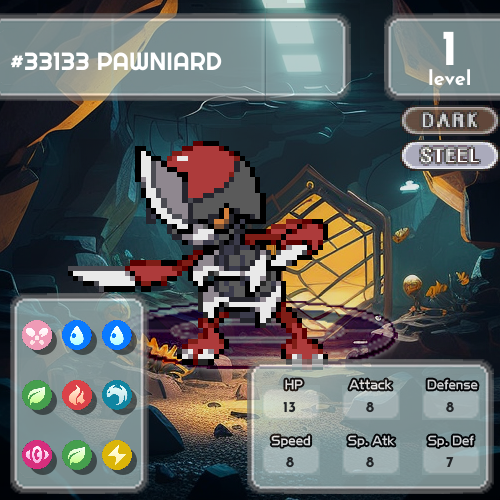 #33133 PAWNIARD
1
level
DARK
STEEL
HP Attack Defense
13 8 8
Speed Sp. Atk Sp. Def
8 8 7